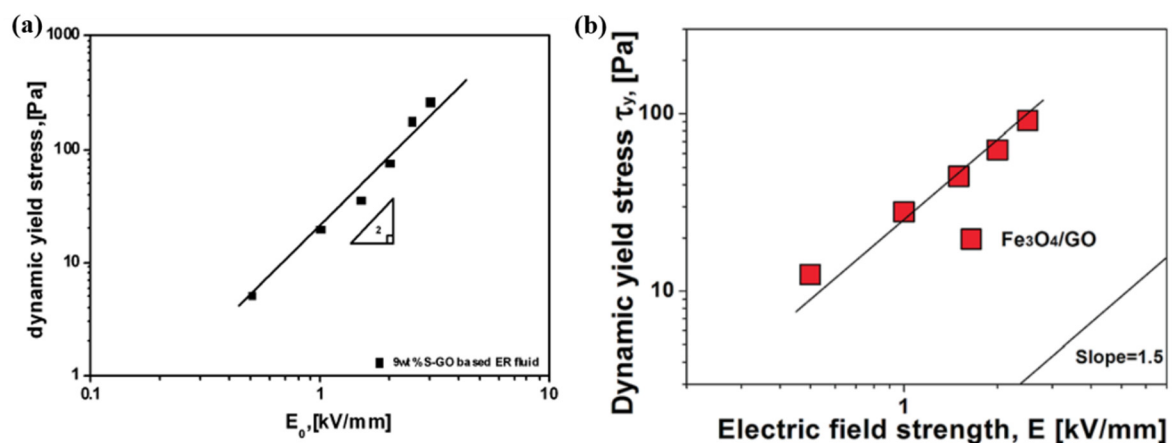 (a)
1000
100
10
1
dynamic yield stress,[Pa]
2
9wt%S-GO based ER fluid
0.1
1
10
E0,[kV/mm]
(b)
100
10
Dynamic yield stress τy, [Pa]
Fe3O4/GO
Slope=1.5
1
Electric field strength, E [kV/mm]